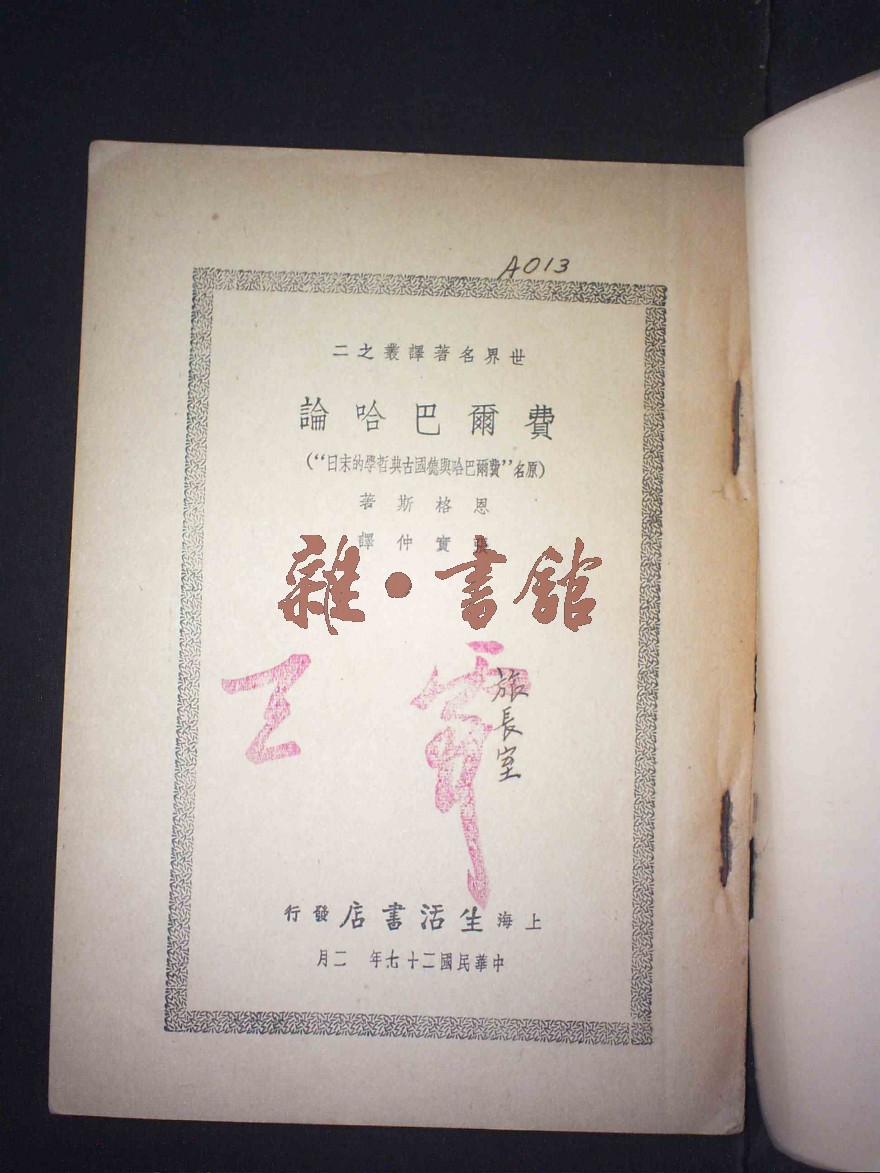 A013
世界名著譯叢之二
費爾巴哈論
(原名“費爾巴哈與德國古典哲學的末日”)
恩格斯著
張實仲譯
雜•書館
旅長室
上海生活書店發行
中華民國二十七年 二月